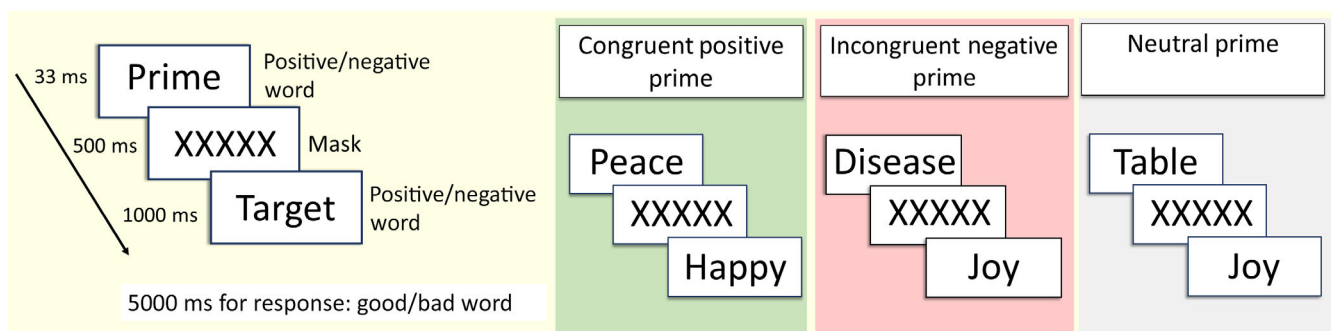 33 ms
Prime
Positive/negative
word
500 ms
XXXXX
Mask
1000 ms
Target
Positive/negative
word
5000 ms for response: good/bad word
Congruent positive
prime
Peace
XXXXX
Happy
Incongruent negative
prime
Disease
XXXXX
Joy
Neutral prime
Table
XXXXX
Joy